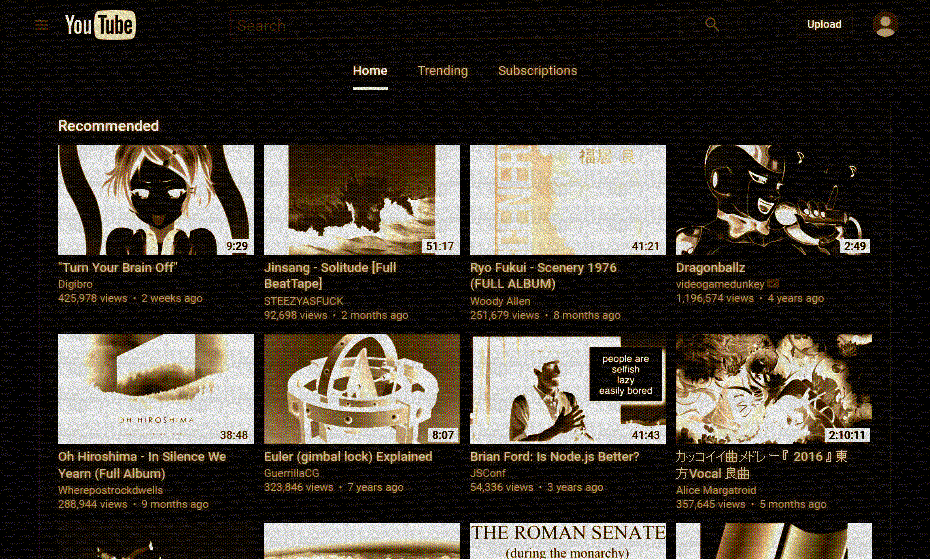 YouTube
Search
Upload
Home
Trending
Subscriptions
Recommended
9:29
51:17
41:21
2:49
"Turn Your Brain Off"
Digibro
425,978 views • 2 weeks ago
Jinsang - Solitude [Full
BeatTape]
STEEZYASFUCK
92,698 views • 2 months ago
Ryo Fukui - Scenery 1976
(FULL ALBUM)
Woody Allen
251,679 views • 8 months ago
Dragonballz
videogamedunkey
1,196,574 views • 4 years ago
OH HIROSHIMA
38:48
8:07
people are
selfish
lazy
easily bored
41:43
2:10:11
Oh Hiroshima - In Silence We
Yearn (Full Album)
Wherepostrockdwells
288,944 views • 9 months ago
Euler (gimbal lock) Explained
GuerrillaCG
323,846 views • 7 years ago
Brian Ford: Is Node.js Better?
JSConf
54,336 views • 3 years ago
カッコイイ曲メドレー『 2016 』東
方Vocal 良曲
Alice Margatroid
357,645 views • 5 months ago
THE ROMAN SENATE
(during the monarchy)